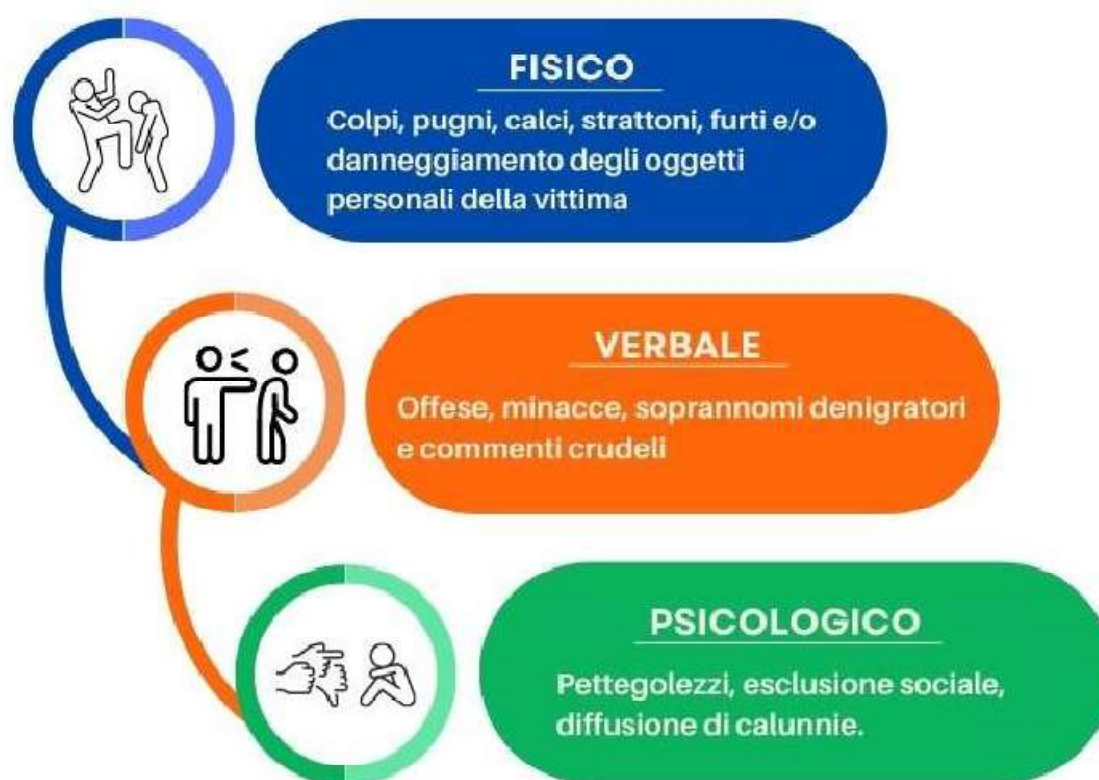 FISICO
Colpi, pugni, calci, strattoni, furti e/o
danneggiamento degli oggetti
personali della vittima
VERBALE
Offese, minacce, soprannomi denigratori
e commenti crudeli
PSICOLOGICO
Pettegolezzi, esclusione sociale,
diffusione di calunnie.